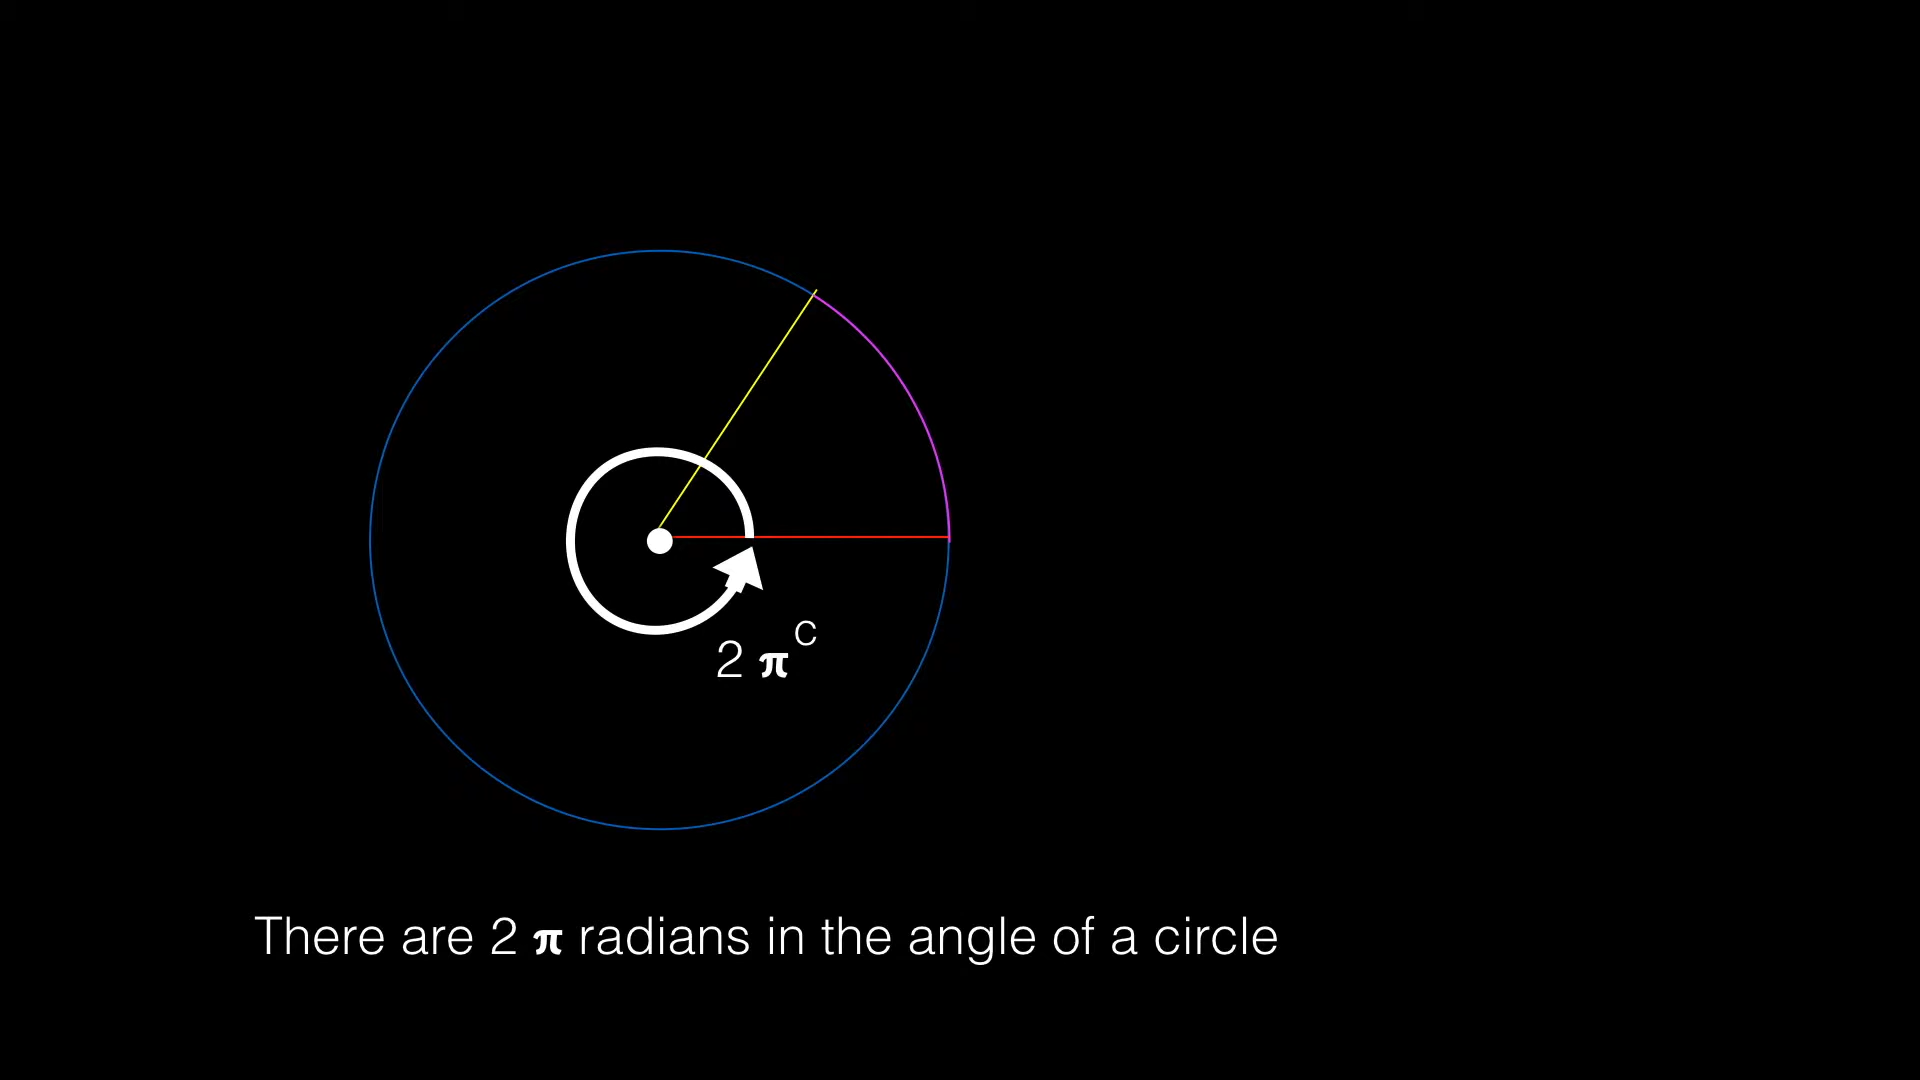 2 π c
There are 2 π radians in the angle of a circle